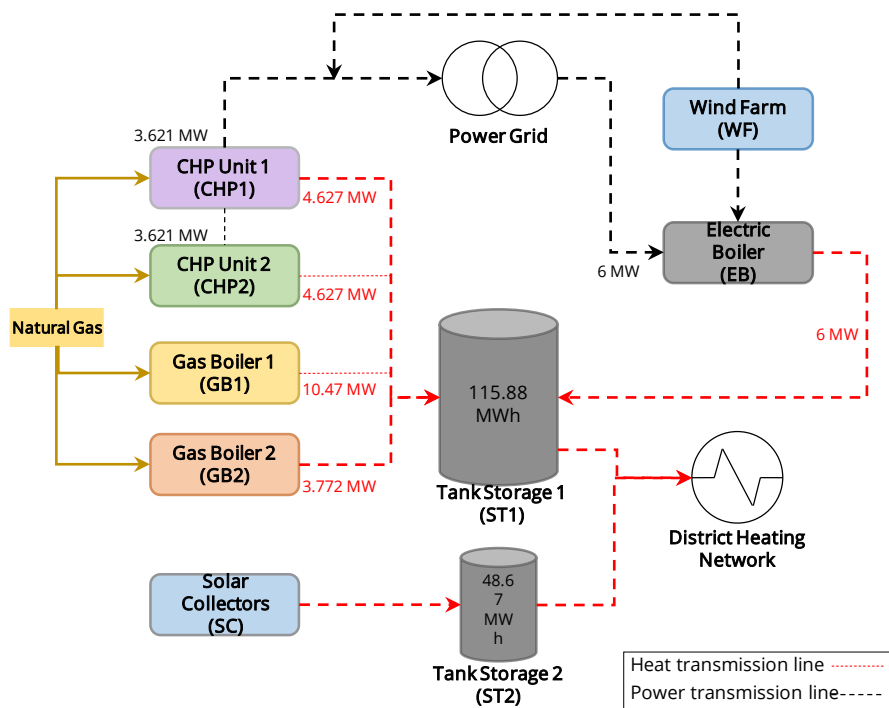 Wind Farm
(WF)
Power Grid
3.621 MW
CHP Unit 1
(CHP1)
4.627 MW
3.621 MW
CHP Unit 2
(CHP2)
4.627 MW
Electric
Boiler
(EB)
6 MW
Natural Gas
6 MW
Gas Boiler 1
(GB1)
10.47 MW
115.88
MWh
Gas Boiler 2
(GB2)
3.772 MW
Tank Storage 1
(ST1)
District Heating
Network
Solar
Collectors
(SC)
48.6
7
MW
h
Tank Storage 2
(ST2)
Heat transmission line
Power transmission line